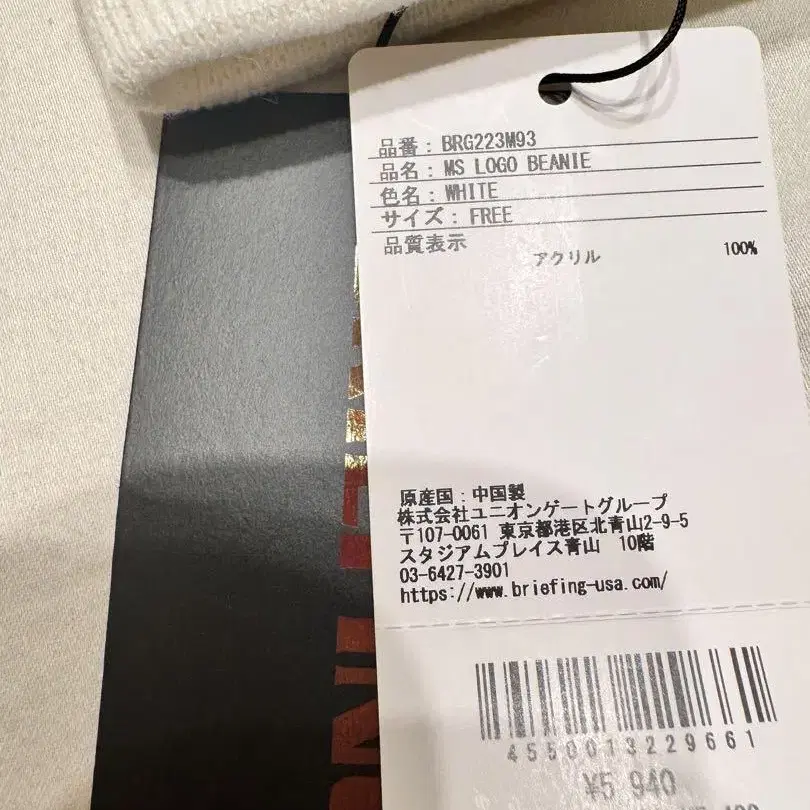 品番: BRG223M93
品名: MS LOGO BEANIE
色名: WHITE
サイズ: FREE
品質表示
アクリル 100%
原産国:中国製
株式会社ユニオンゲートグループ
〒107-0061 東京都港区北青山2-9-5
スタジアムプレイス青山 10階
03-6427-3901
https://www.briefing-usa.com/
4550013229661
¥5 940